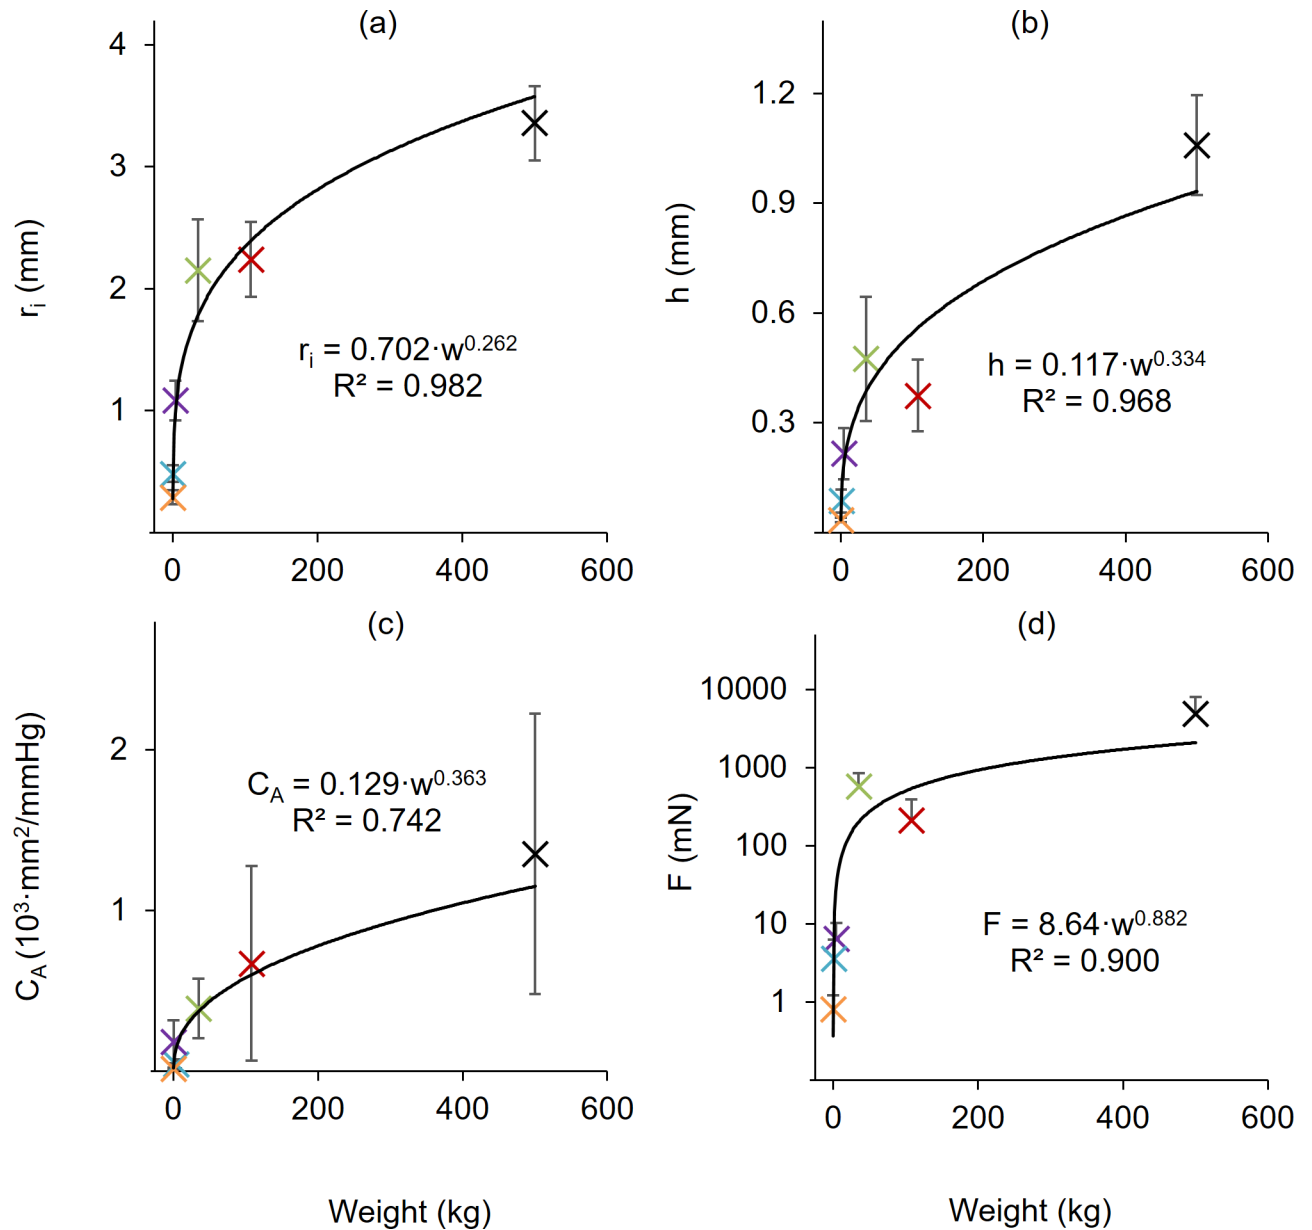 (a)
4
3
2
1
r_i (mm)
r_i = 0.702·w^0.262
R² = 0.982
0 200 400 600
(b)
1.2
0.9
0.6
0.3
h (mm)
h = 0.117·w^0.334
R² = 0.968
0 200 400 600
(c)
2
1
C_A (10³·mm²/mmHg)
C_A = 0.129·w^0.363
R² = 0.742
0 200 400 600
Weight (kg)
(d)
10000
1000
100
10
1
F (mN)
F = 8.64·w^0.882
R² = 0.900
0 200 400 600
Weight (kg)